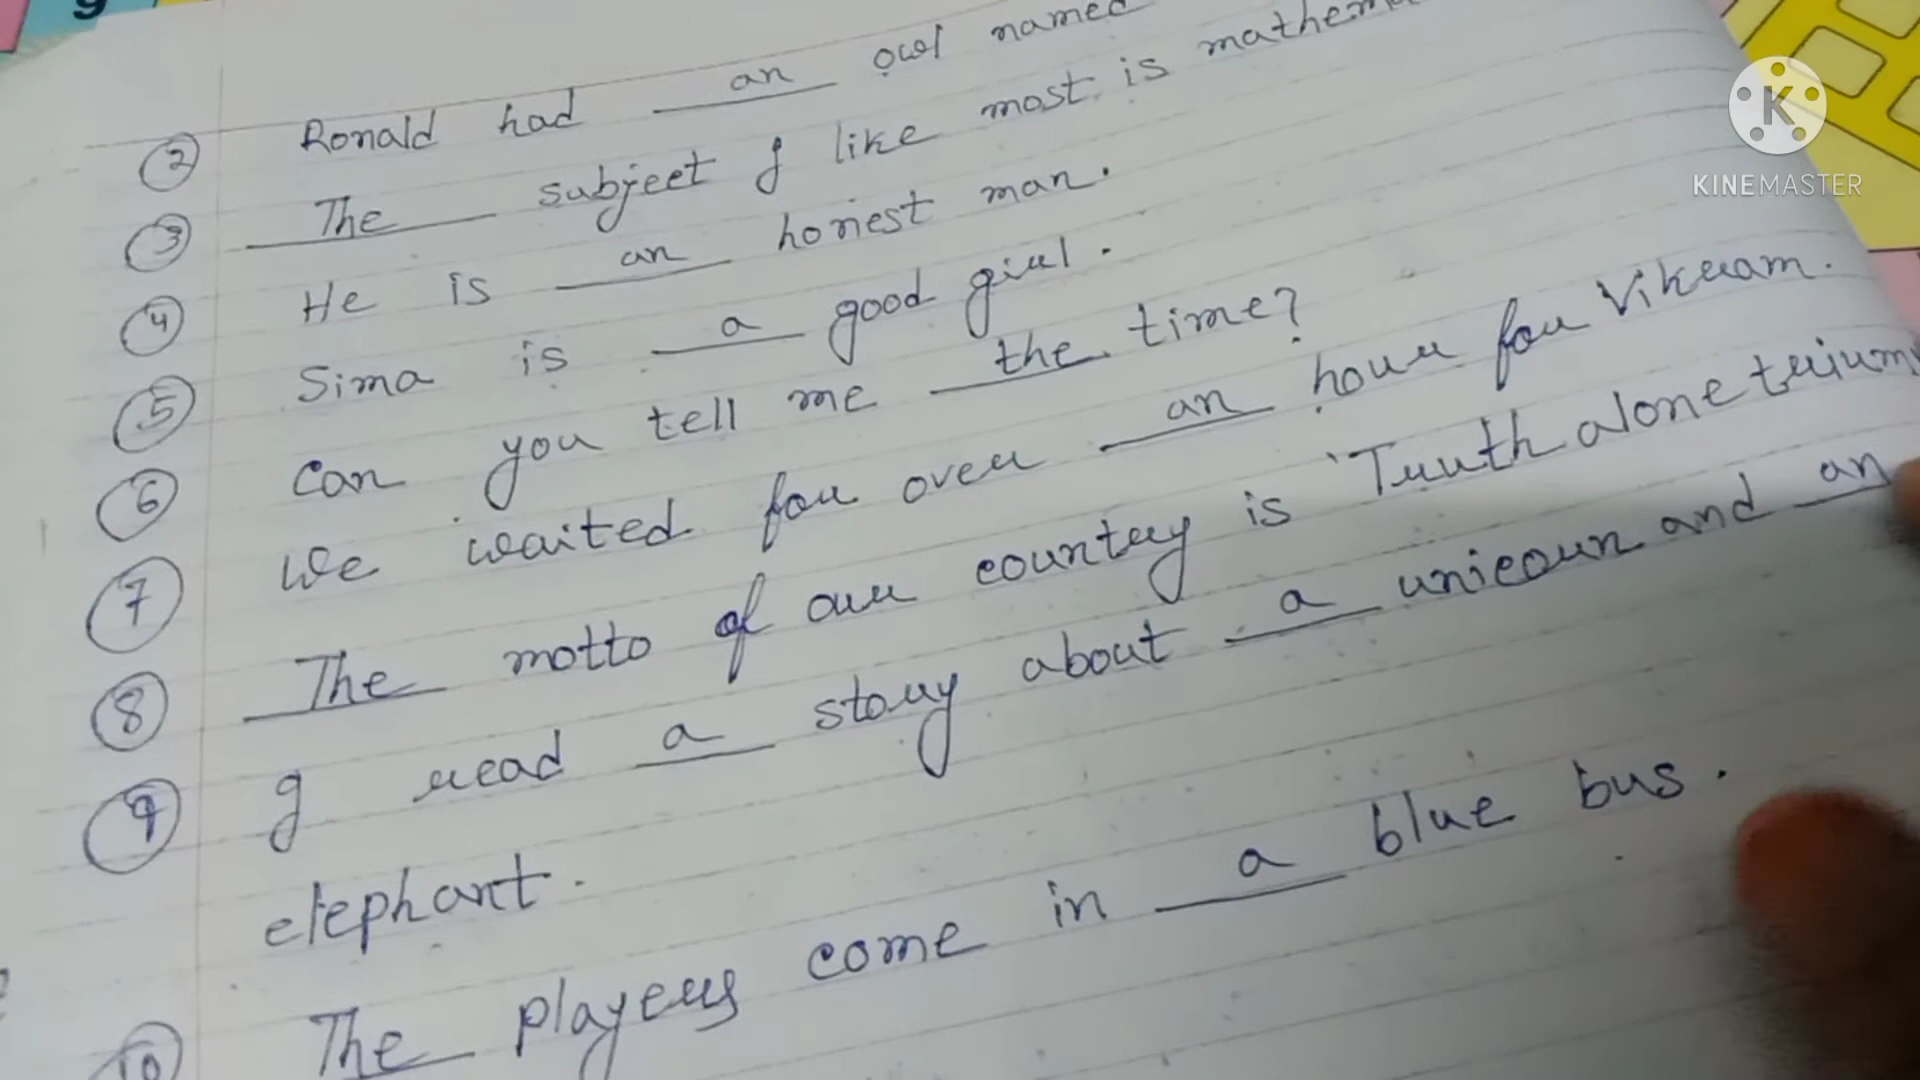 9
② Ronald had an owl named
③ The subject I like most is
④ He is an honest man.
⑤ Sima is a good girl.
⑥ Can you tell me the time?
⑦ We waited for over an hour for Vikram.
⑧ The motto of our country is 'Truth alone
⑨ I read a story about a unicorn and an
elephant.
⑩ The players come in a blue bus.
K
KINEMASTER